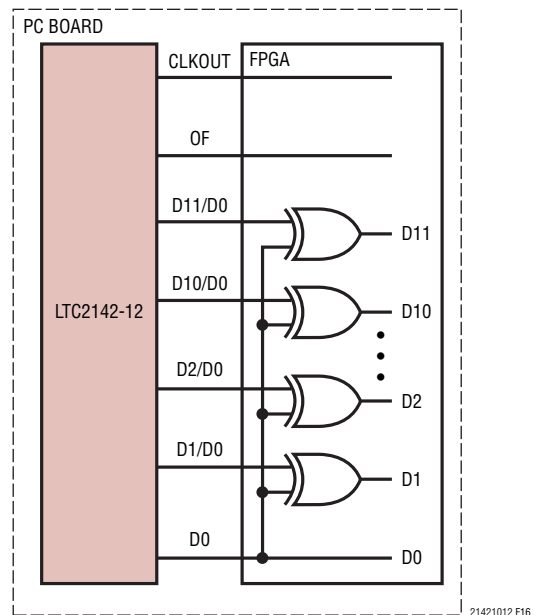 PC BOARD
CLKOUT FPGA
OF
D11/D0
D11
D10/D0
LTC2142-12
D10
D2/D0
D2
D1/D0
D1
D0
D0
21421012 F16